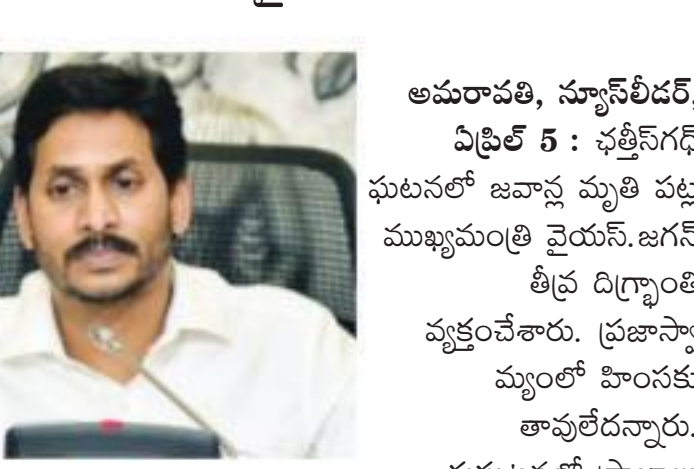 అమరావతి, న్యూస్‌లీడర్,
ఏప్రిల్ 5 : ఛత్తీస్‌గఢ్
ఘటనలో జవాన్ల మృతి పట్ల
ముఖ్యమంత్రి వైయస్.జగన్
తీవ్ర దిగ్భ్రాంతి
వ్యక్తంచేశారు. ప్రజాస్వా
మ్యంలో హింసకు
తావులేదన్నారు.